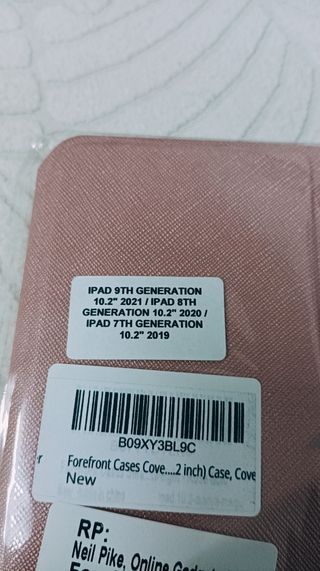 IPAD 9TH GENERATION
10.2" 2021 / IPAD 8TH
GENERATION 10.2" 2020 /
IPAD 7TH GENERATION
10.2" 2019
B09XY3BL9C
Forefront Cases Cove....2 inch) Case, Cove
New
RP:
Neil Pike, Online